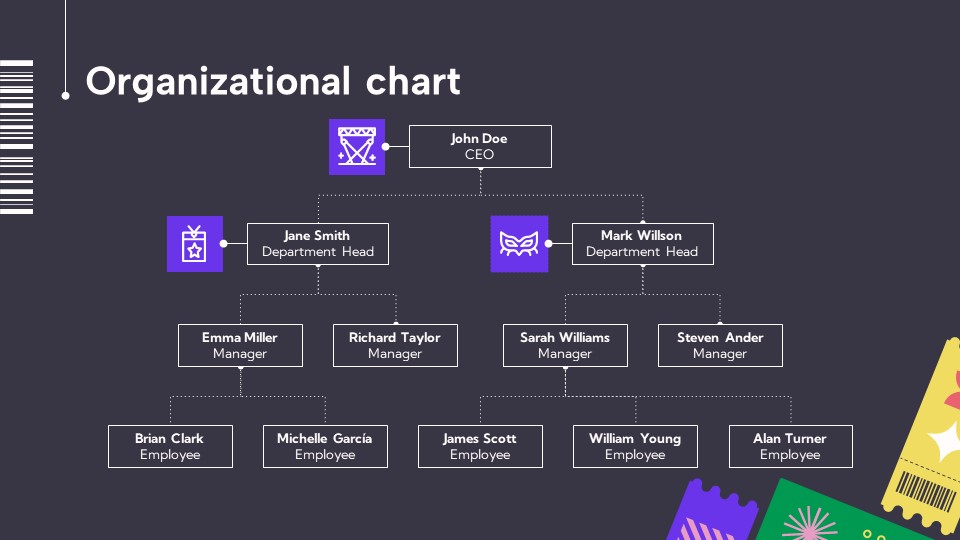 Organizational chart
John Doe
CEO
Jane Smith
Department Head
Mark Willson
Department Head
Emma Miller
Manager
Richard Taylor
Manager
Sarah Williams
Manager
Steven Ander
Manager
Brian Clark
Employee
Michelle García
Employee
James Scott
Employee
William Young
Employee
Alan Turner
Employee